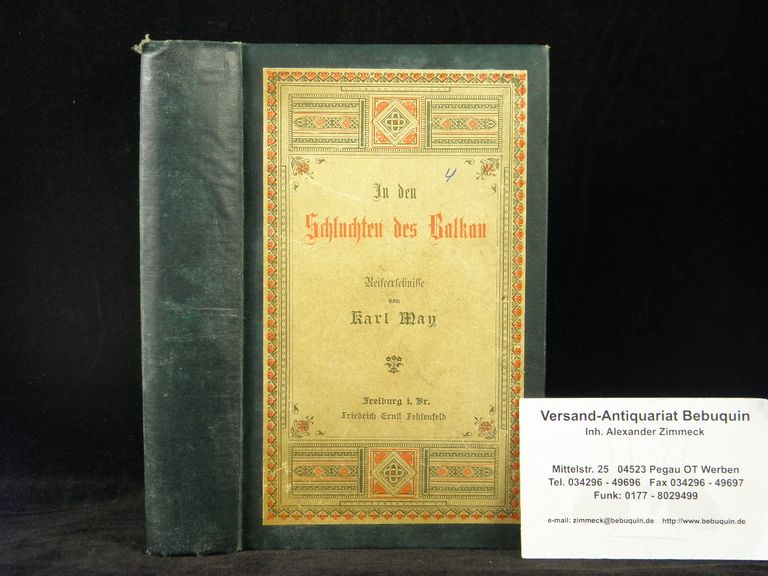 4
In den
Schluchten des Balkan
Reiseerlebnisse
von
Karl May
Freiburg i. Br.
Friedrich Ernst Fehsenfeld
Versand-Antiquariat Bebuquin
Inh. Alexander Zimmeck
Mittelstr. 25 04523 Pegau OT Werben
Tel. 034296 - 49696 Fax 034296 - 49697
Funk: 0177 - 8029499
e-mail: zimmeck@bebuquin.de http://www.bebuquin.de